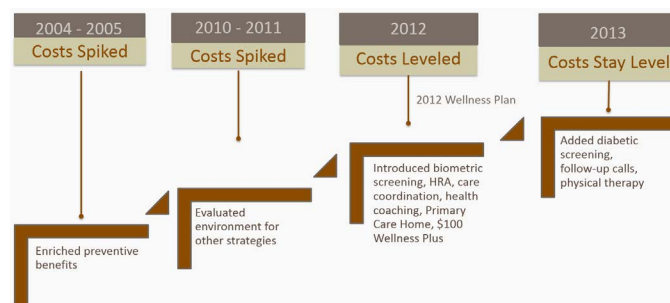 2004 - 2005
Costs Spiked
2010 - 2011
Costs Spiked
2012
Costs Leveled
2013
Costs Stay Level
2012 Wellness Plan
Enriched preventive
benefits
Evaluated
environment for
other strategies
Introduced biometric
screening, HRA, care
coordination, health
coaching, Primary
Care Home, $100
Wellness Plus
Added diabetic
screening,
follow-up calls,
physical therapy